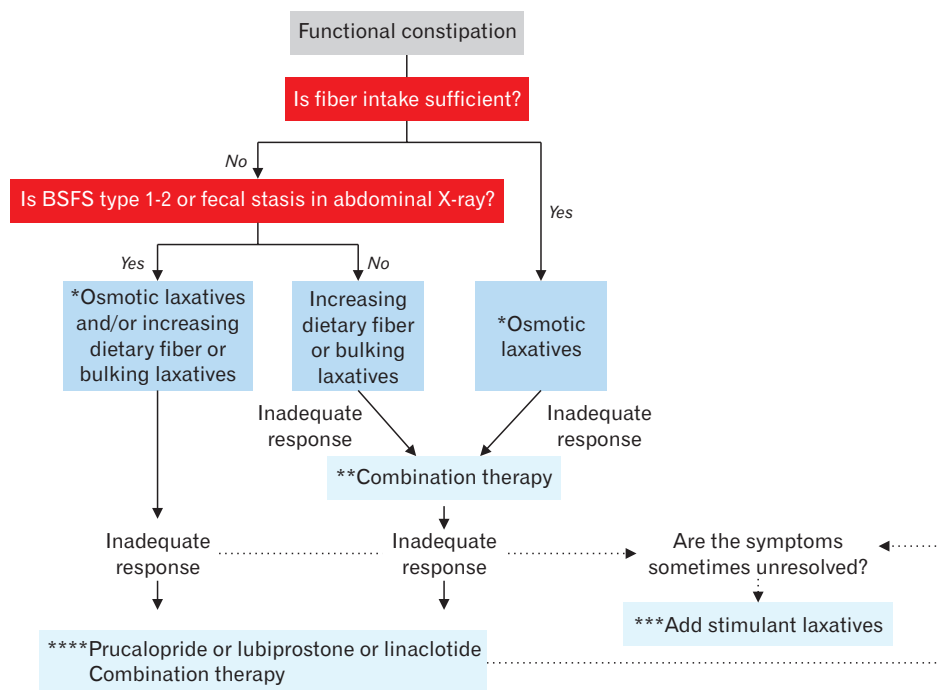 Functional constipation
Is fiber intake sufficient?
No
Yes
Is BSFS type 1-2 or fecal stasis in abdominal X-ray?
Yes
No
*Osmotic laxatives
and/or increasing
dietary fiber or
bulking laxatives
Increasing
dietary fiber
or bulking
laxatives
*Osmotic
laxatives
Inadequate
response
Inadequate
response
**Combination therapy
Inadequate
response
Inadequate
response
Are the symptoms
sometimes unresolved?
***Add stimulant laxatives
****Prucalopride or lubiprostone or linaclotide
Combination therapy